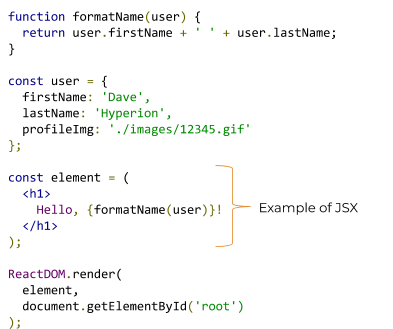 function formatName(user) {
  return user.firstName + ' ' + user.lastName;
}

const user = {
  firstName: 'Dave',
  lastName: 'Hyperion',
  profileImg: './images/12345.gif'
};

const element = (
  <h1>
    Hello, {formatName(user)}!
  </h1>
);
Example of JSX

ReactDOM.render(
  element,
  document.getElementById('root')
);